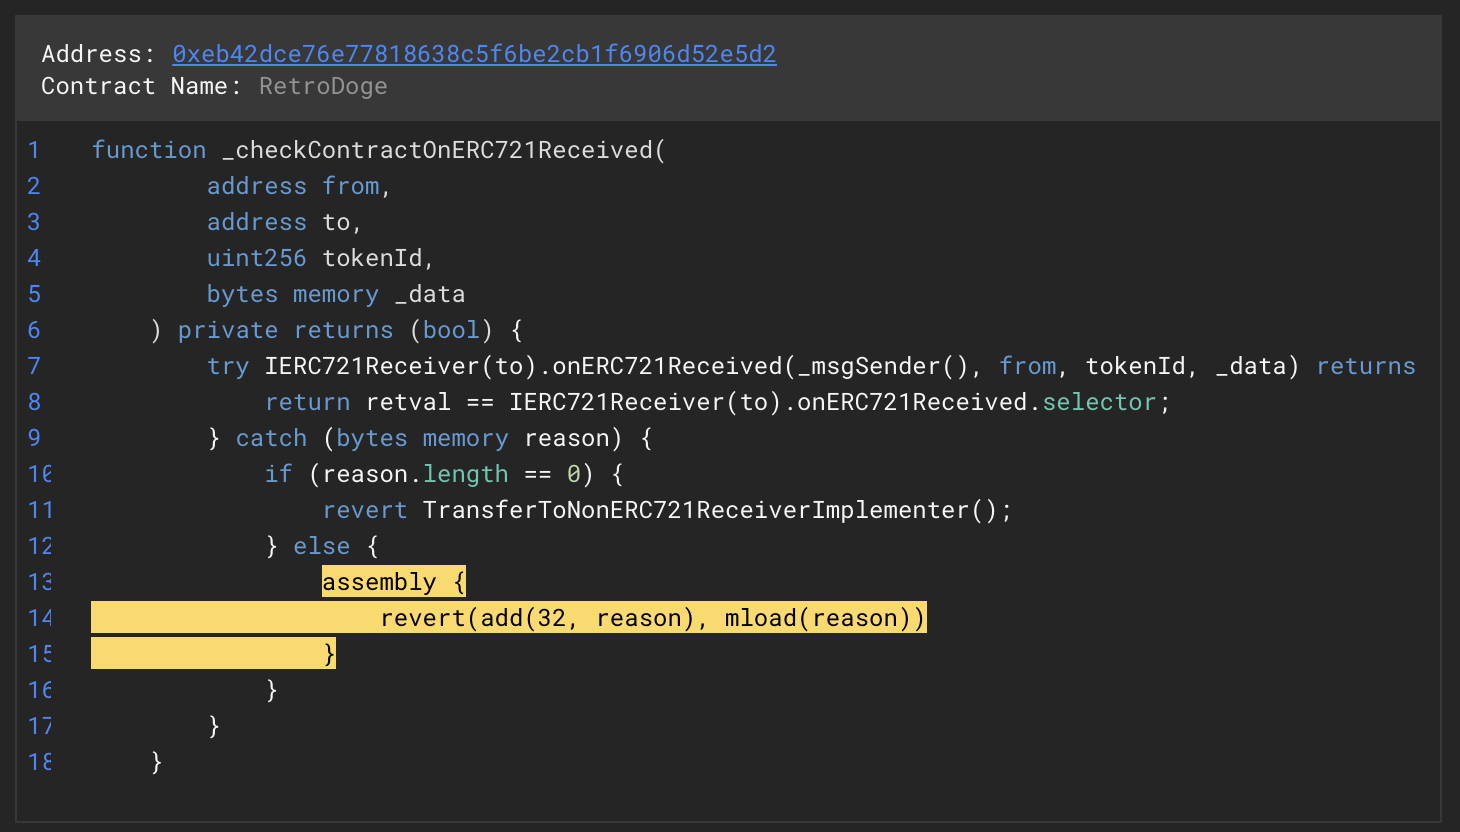 Address: 0xeb42dce76e77818638c5f6be2cb1f6906d52e5d2
Contract Name: RetroDoge
1 function _checkContractOnERC721Received(
2 address from,
3 address to,
4 uint256 tokenId,
5 bytes memory _data
6 ) private returns (bool) {
7 try IERC721Receiver(to).onERC721Received(_msgSender(), from, tokenId, _data) returns
8 return retval == IERC721Receiver(to).onERC721Received.selector;
9 } catch (bytes memory reason) {
10 if (reason.length == 0) {
11 revert TransferToNonERC721ReceiverImplementer();
12 } else {
13 assembly {
14 revert(add(32, reason), mload(reason))
15 }
16 }
17 }
18 }